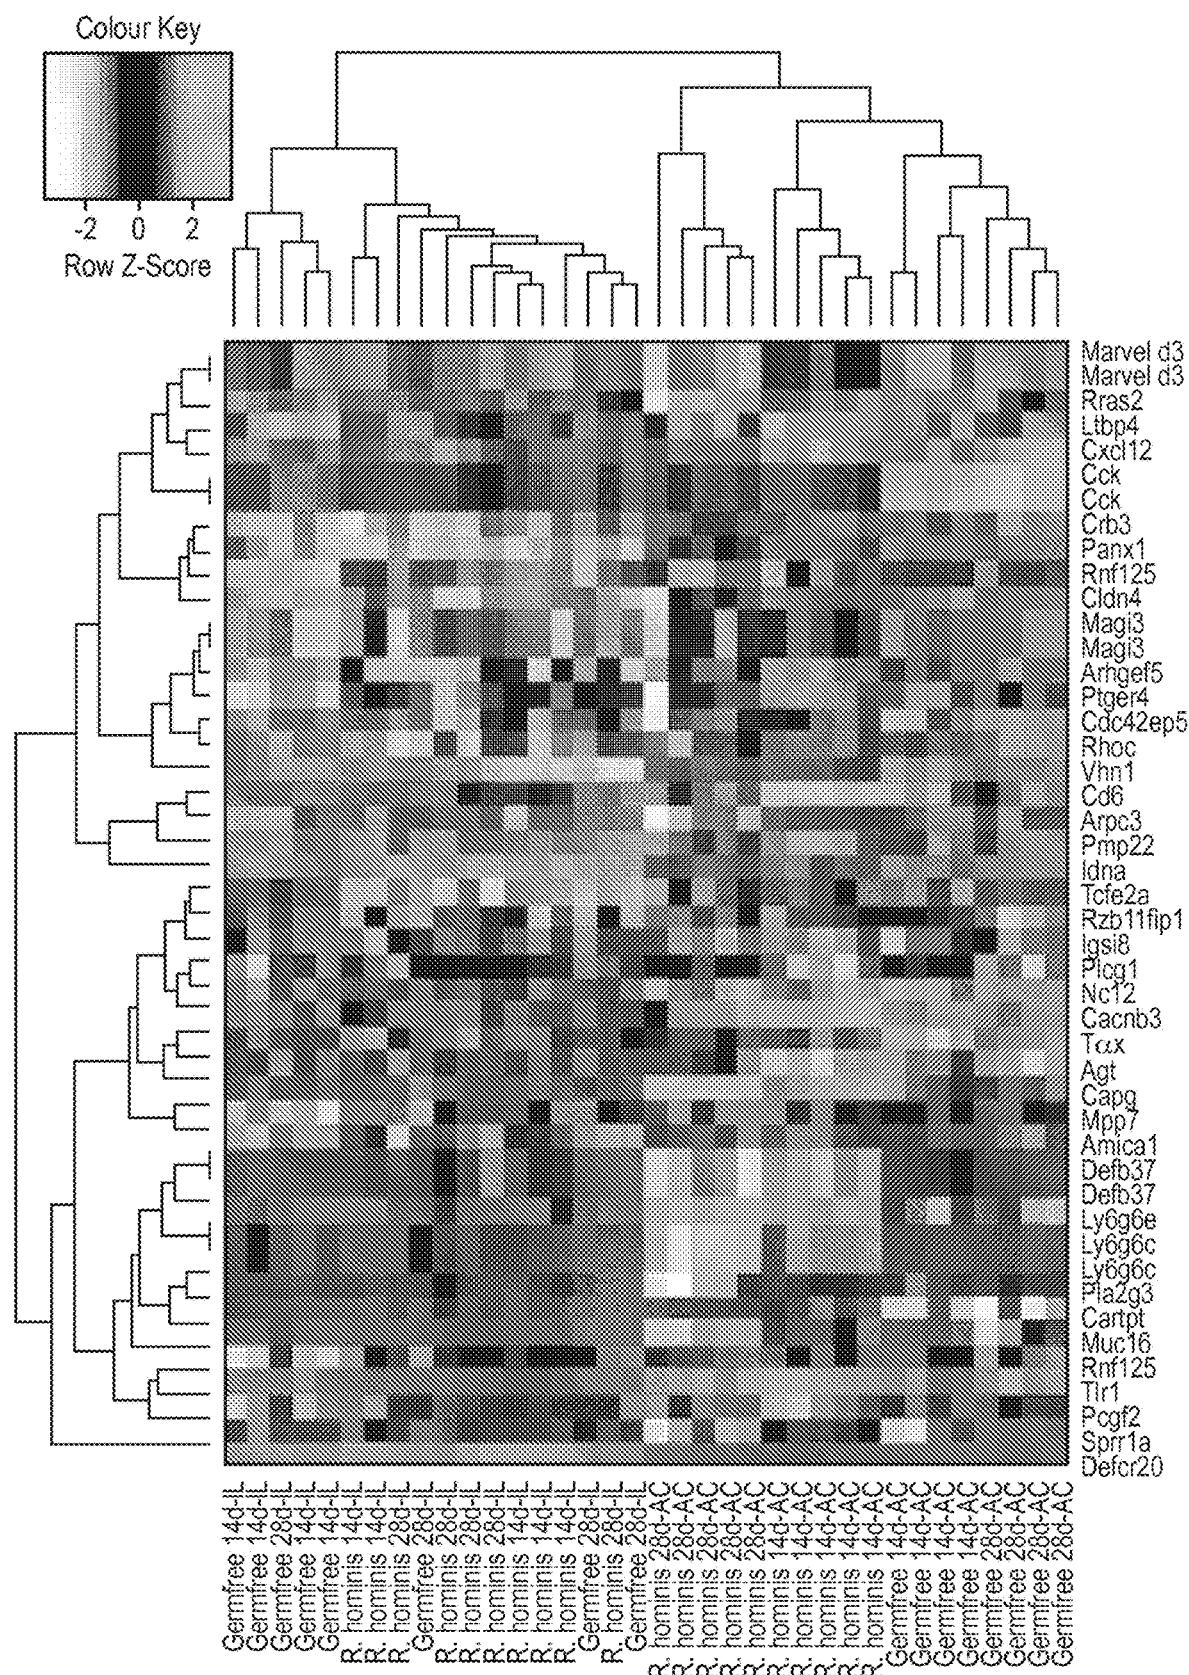 Colour Key
-2 0 2
Row Z-Score
Marvel d3
Marvel d3
Rras2
Ltbp4
Cxcl12
Cck
Cck
Crb3
Panx1
Rnf125
Cldn4
Magi3
Magi3
Arhgef5
Ptger4
Cdc42ep5
Rhoc
Vhn1
Cd6
Arpc3
Pmp22
Idna
Tcfe2a
Rzb11fip1
Igsi8
Plcg1
Nc12
Cacnb3
Tαx
Agt
Capg
Mpp7
Amica1
Defb37
Defb37
Ly6g6e
Ly6g6c
Ly6g6c
Pla2g3
Cartpt
Muc16
Rnf125
Tlr1
Pcgf2
Sprr1a
Defcr20
Germfree 14d-IL
Germfree 14d-IL
Germfree 28d-IL
Germfree 14d-IL
Germfree 14d-IL
R. hominis 14d-IL
R. hominis 14d-IL
R. hominis 28d-IL
Germfree 28d-IL
R. hominis 28d-IL
R. hominis 28d-IL
R. hominis 28d-IL
R. hominis 14d-IL
R. hominis 14d-IL
R. hominis 14d-IL
Germfree 28d-IL
R. hominis 28d-IL
Germfree 28d-IL
R. hominis 28d-AC
R. hominis 28d-AC
R. hominis 28d-AC
R. hominis 28d-AC
R. hominis 28d-AC
R. hominis 14d-AC
R. hominis 14d-AC
R. hominis 14d-AC
R. hominis 14d-AC
R. hominis 14d-AC
Germfree 14d-AC
Germfree 14d-AC
Germfree 14d-AC
Germfree 14d-AC
Germfree 28d-AC
Germfree 28d-AC
Germfree 28d-AC
Germfree 28d-AC